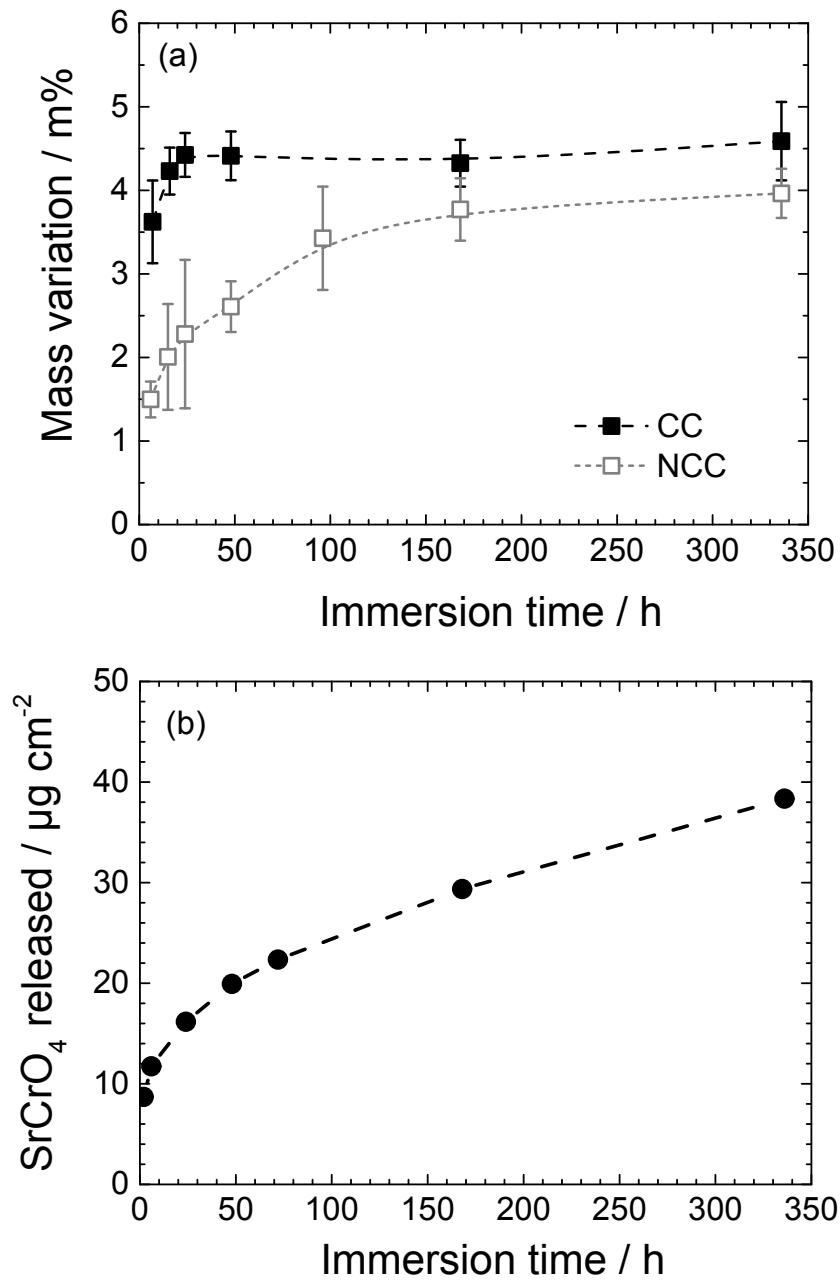 (a)
Mass variation / m%
6
5
4
3
2
1
0
CC
NCC
0 50 100 150 200 250 300 350
Immersion time / h
(b)
SrCrO₄ released / µg cm⁻²
50
40
30
20
10
0
0 50 100 150 200 250 300 350
Immersion time / h